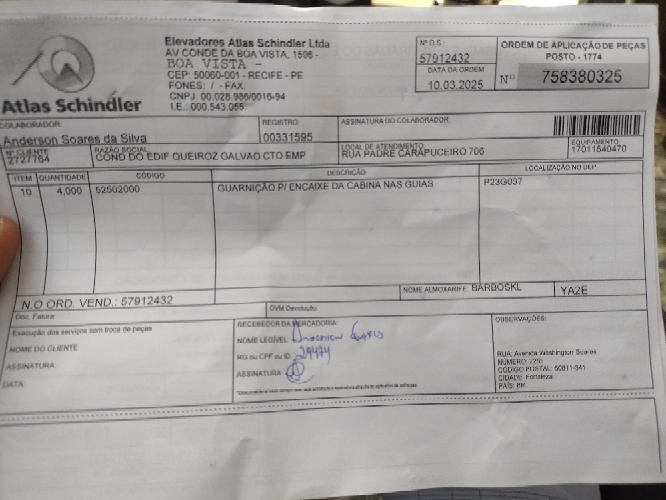 Atlas Schindler
Elevadores Atlas Schindler Ltda
AV CONDE DA BOA VISTA, 1596 -
BOA VISTA -
CEP: 50060-001 - RECIFE - PE
FONES: / - FAX:
CNPJ: 00.028.986/0016-94
I.E.: 000.543.055
Nº O.S.:
57912432
DATA DA ORDEM
10.03.2025
ORDEM DE APLICAÇÃO DE PEÇAS
POSTO - 1774
Nº 758380325
COLABORADOR
Anderson Soares da Silva
REGISTRO
00331595
ASSINATURA DO COLABORADOR
Nº CLIENTE
2727764
RAZÃO SOCIAL
COND DO EDIF QUEIROZ GALVAO CTO EMP
LOCAL DE ATENDIMENTO
RUA PADRE CARAPUCEIRO 706
EQUIPAMENTO
17011640470
ITEM QUANTIDADE CÓDIGO DESCRIÇÃO LOCALIZAÇÃO NO DEP
10 4,000 52502000 GUARNIÇÃO P/ ENCAIXE DA CABINA NAS GUIAS P23G037
N.O ORD. VEND.: 57912432
NOME ALMOXARIFE BARBOSKL YA2E
Doc. Fatura:
OVM Devolução:
Execução dos serviços com troca de peças
NOME DO CLIENTE:
ASSINATURA:
DATA:
RECEBEDOR DA MERCADORIA:
NOME LEGÍVEL:
RG ou CPF ou ID:
ASSINATURA:
OBSERVAÇÕES:
RUA: Avenida Washington Soares
NÚMERO:
CÓDIGO POSTAL: 60811-341
CIDADE: Fortaleza
PAÍS: BR